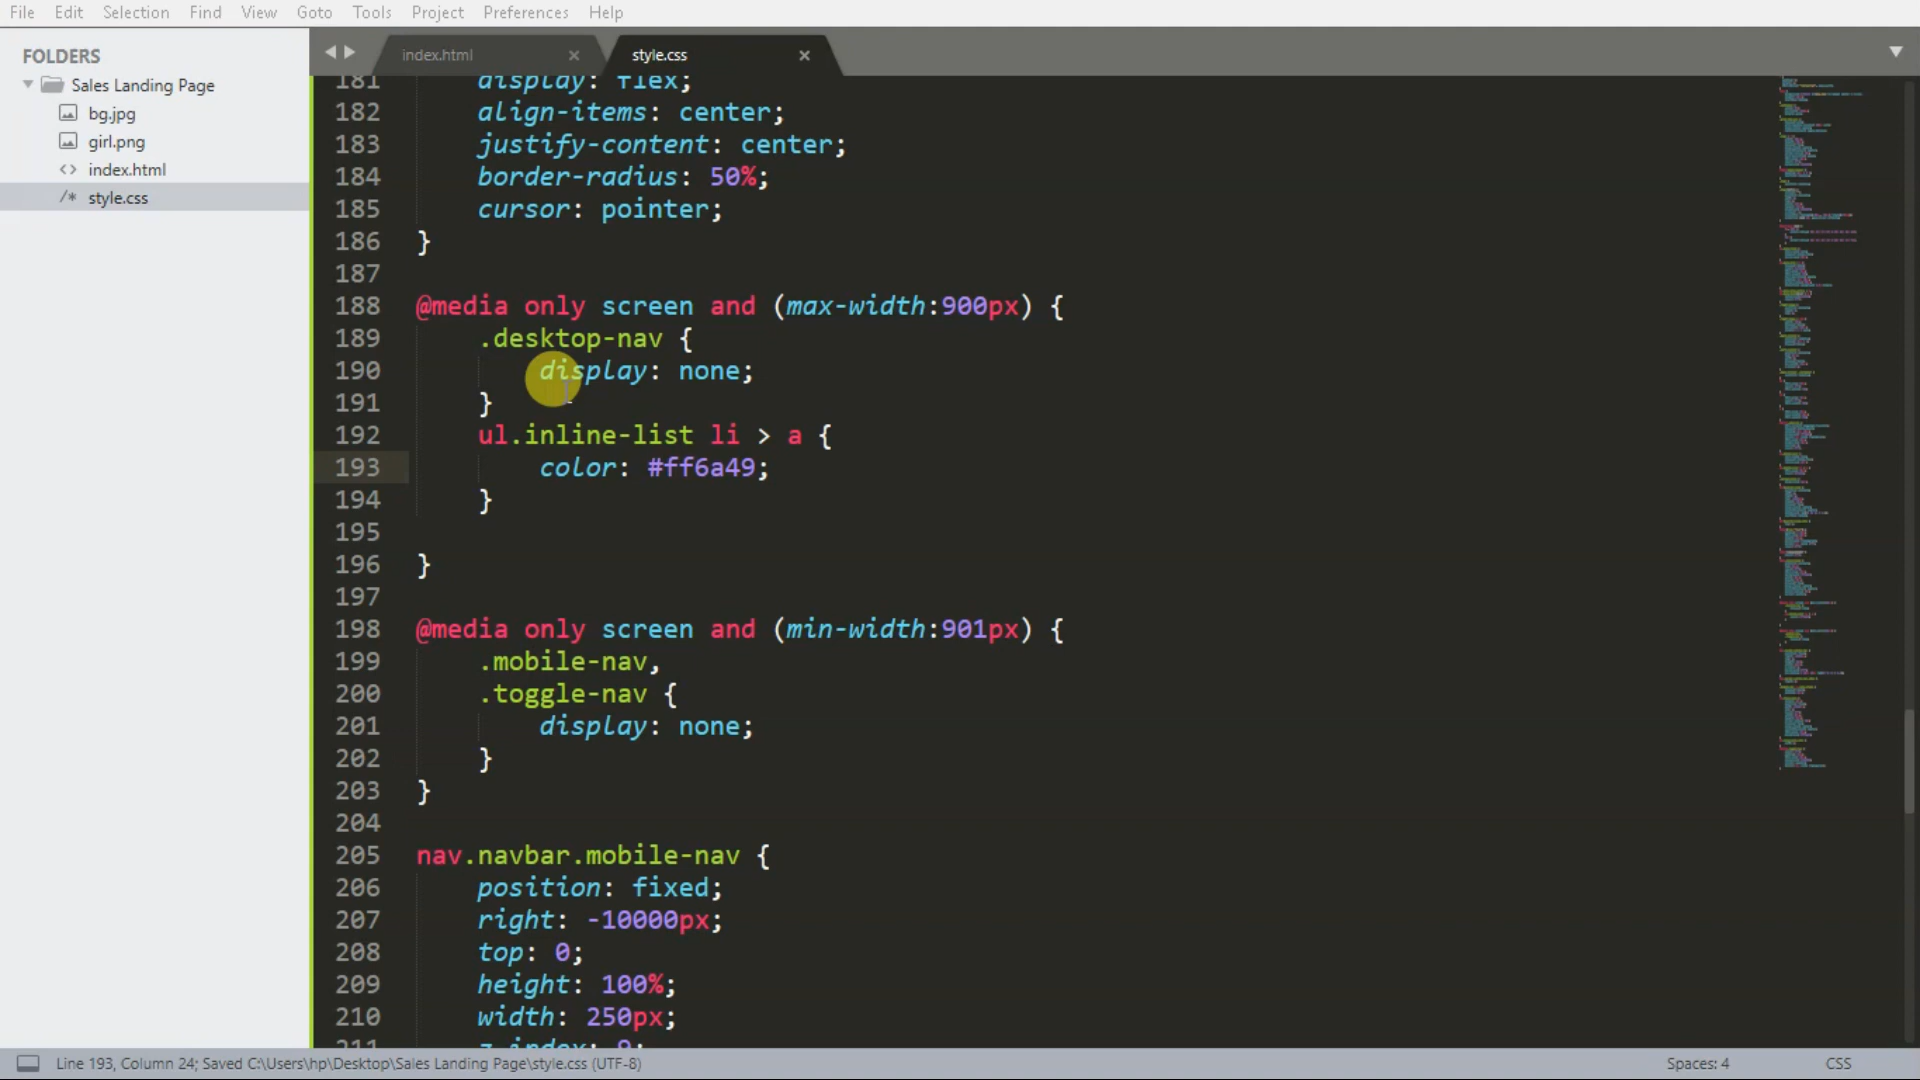 File Edit Selection Find View Goto Tools Project Preferences Help
FOLDERS
Sales Landing Page
bg.jpg
girl.png
<> index.html
/* style.css
index.html × style.css ×
181 display: flex;
182 align-items: center;
183 justify-content: center;
184 border-radius: 50%;
185 cursor: pointer;
186 }
187
188 @media only screen and (max-width:900px) {
189 .desktop-nav {
190 display: none;
191 }
192 ul.inline-list li > a {
193 color: #ff6a49;
194 }
195
196 }
197
198 @media only screen and (min-width:901px) {
199 .mobile-nav,
200 .toggle-nav {
201 display: none;
202 }
203 }
204
205 nav.navbar.mobile-nav {
206 position: fixed;
207 right: -10000px;
208 top: 0;
209 height: 100%;
210 width: 250px;
211 z-index: 9;
Line 193, Column 24; Saved C:\Users\hp\Desktop\Sales Landing Page\style.css (UTF-8) Spaces: 4 CSS